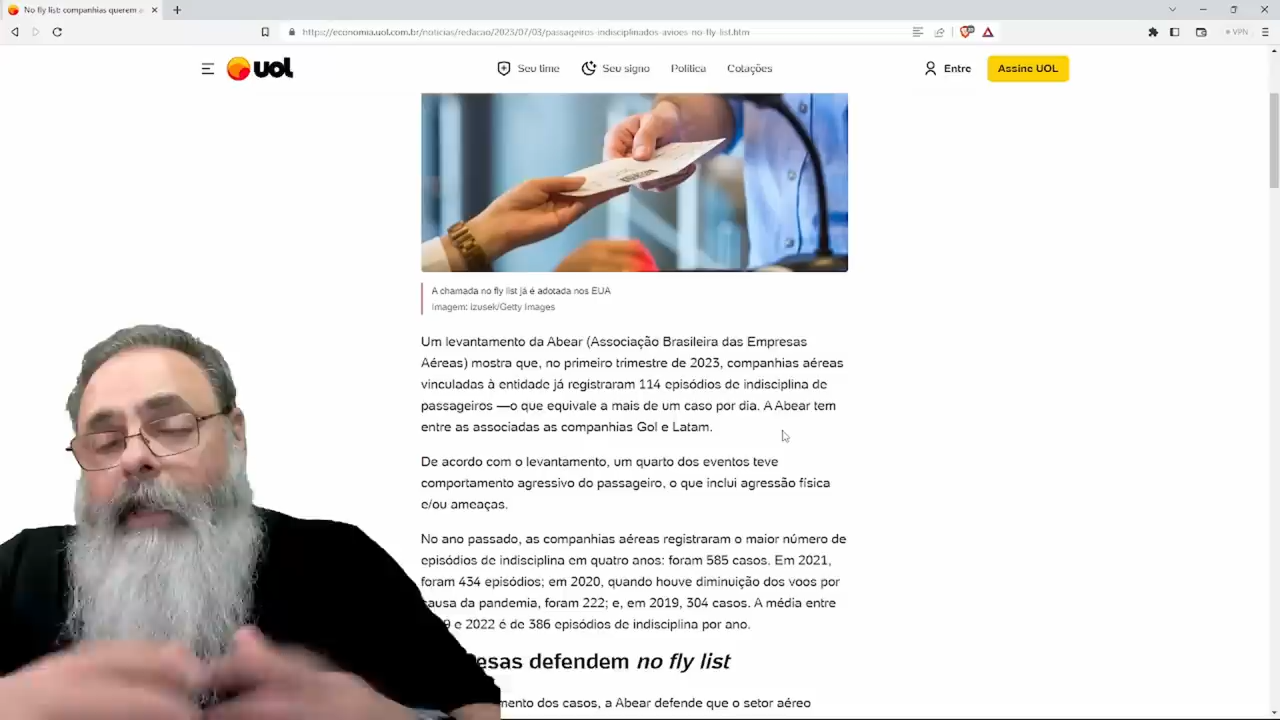 No fly list: companhias querem
https://economia.uol.com.br/noticias/redacao/2023/07/03/passageiros-indisciplinados-avioes-no-fly-list.htm
VPN
UOL
Seu time
Seu signo
Política
Cotações
Entre
Assine UOL
A chamada no fly list já é adotada nos EUA
Imagem: izusek/Getty Images
Um levantamento da Abear (Associação Brasileira das Empresas
Aéreas) mostra que, no primeiro trimestre de 2023, companhias aéreas
vinculadas à entidade já registraram 114 episódios de indisciplina de
passageiros —o que equivale a mais de um caso por dia. A Abear tem
entre as associadas as companhias Gol e Latam.
De acordo com o levantamento, um quarto dos eventos teve
comportamento agressivo do passageiro, o que inclui agressão física
e/ou ameaças.
No ano passado, as companhias aéreas registraram o maior número de
episódios de indisciplina em quatro anos: foram 585 casos. Em 2021,
foram 434 episódios; em 2020, quando houve diminuição dos voos por
causa da pandemia, foram 222; e, em 2019, 304 casos. A média entre
e 2022 é de 386 episódios de indisciplina por ano.
defendem no fly list
dos casos, a Abear defende que o setor aéreo